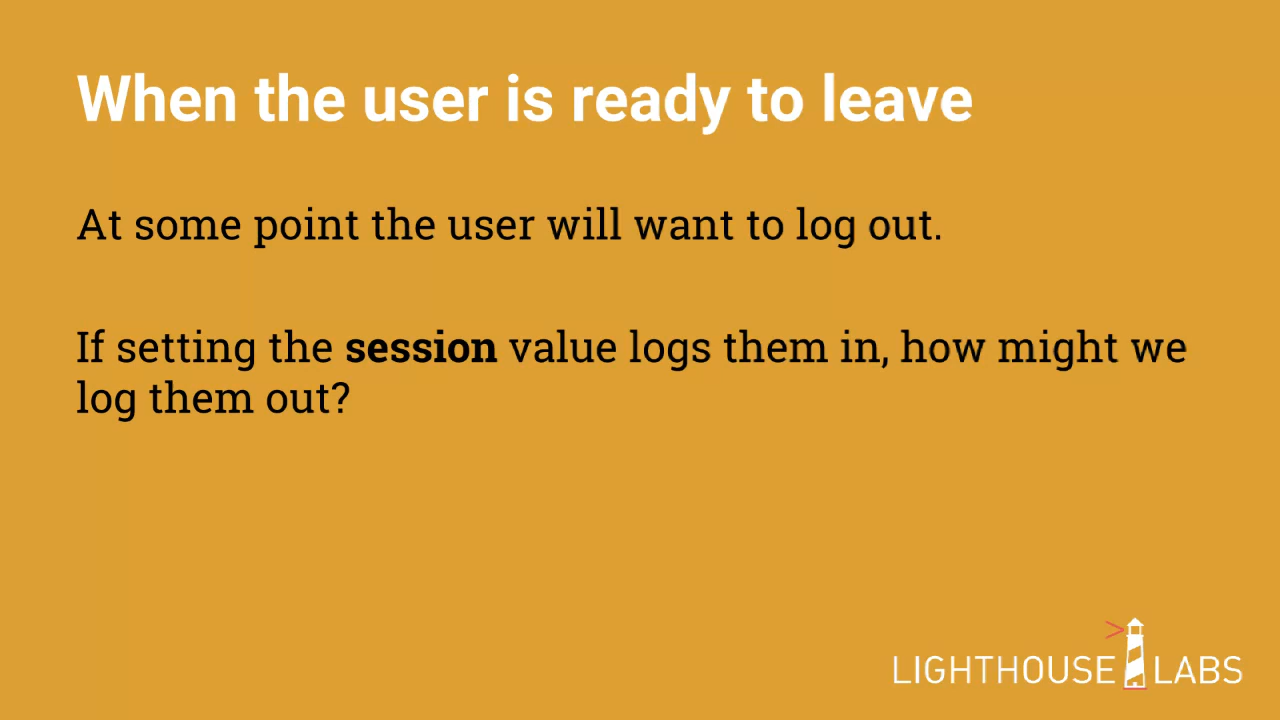 When the user is ready to leave
At some point the user will want to log out.
If setting the session value logs them in, how might we
log them out?
LIGHTHOUSE LABS